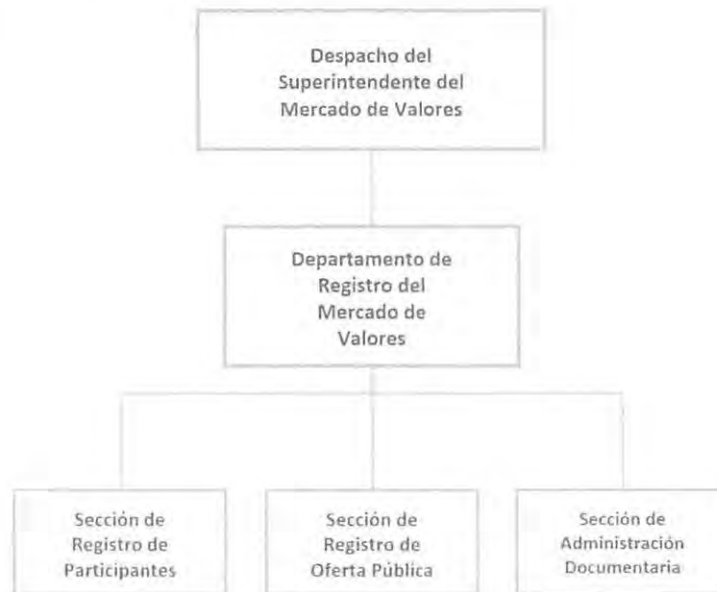 Despacho del
Superintendente del
Mercado de Valores
Departamento de
Registro del
Mercado de
Valores
Sección de
Registro de
Participantes
Sección de
Registro de
Oferta Pública
Sección de
Administración
Documentaria